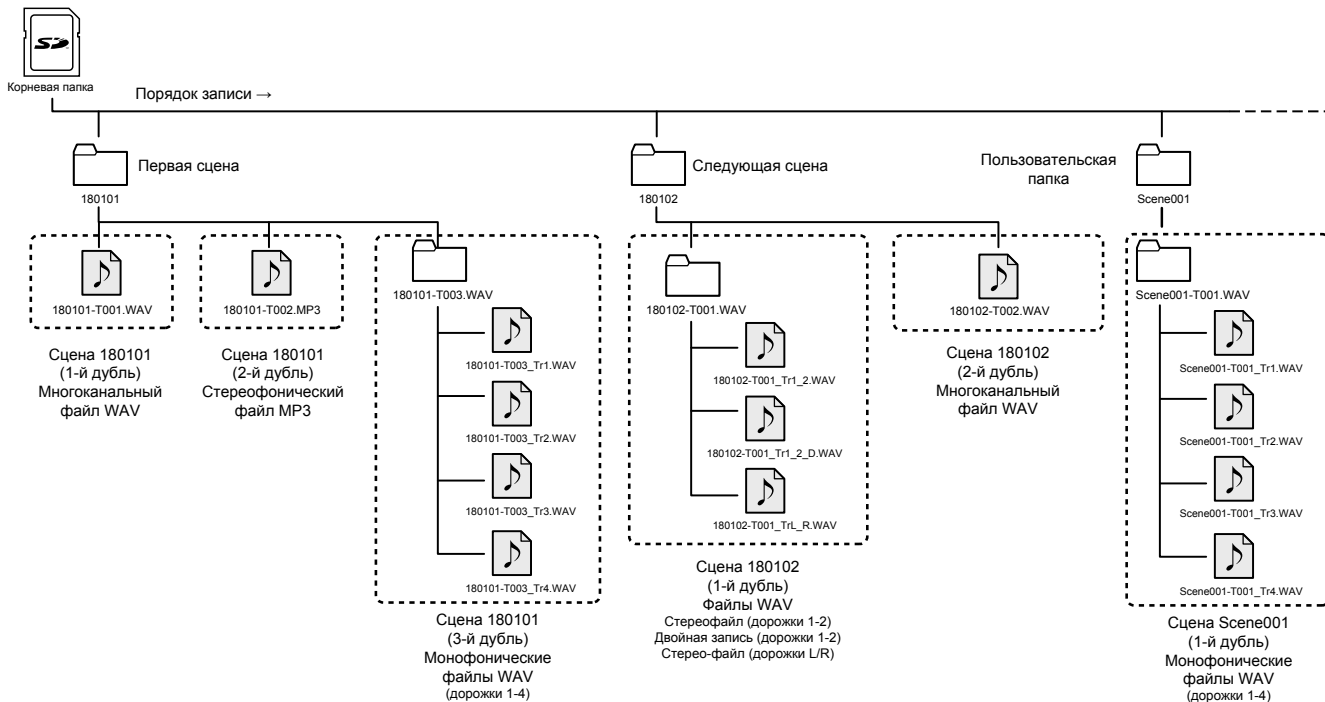 SD
Корневая папка
Порядок записи →
Первая сцена
180101
Следующая сцена
180102
Пользовательская
папка
Scene001
180101-T001.WAV
Сцена 180101
(1-й дубль)
Многоканальный
файл WAV
180101-T002.MP3
Сцена 180101
(2-й дубль)
Стереофонический
файл MP3
180101-T003.WAV
180101-T003_Tr1.WAV
180101-T003_Tr2.WAV
180101-T003_Tr3.WAV
180101-T003_Tr4.WAV
Сцена 180101
(3-й дубль)
Монофонические
файлы WAV
(дорожки 1-4)
180102-T001.WAV
180102-T001_Tr1_2.WAV
180102-T001_Tr1_2_D.WAV
180102-T001_TrL_R.WAV
Сцена 180102
(1-й дубль)
Файлы WAV
Стереофайл (дорожки 1-2)
Двойная запись (дорожки 1-2)
Стерео-файл (дорожки L/R)
180102-T002.WAV
Сцена 180102
(2-й дубль)
Многоканальный
файл WAV
Scene001-T001.WAV
Scene001-T001_Tr1.WAV
Scene001-T001_Tr2.WAV
Scene001-T001_Tr3.WAV
Scene001-T001_Tr4.WAV
Сцена Scene001
(1-й дубль)
Монофонические
файлы WAV
(дорожки 1-4)